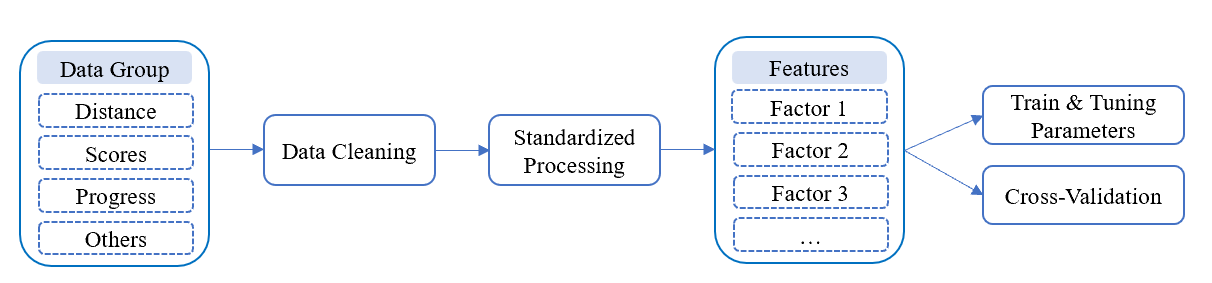 Data Group
Distance
Scores
Progress
Others
Data Cleaning
Standardized
Processing
Features
Factor 1
Factor 2
Factor 3
…
Train & Tuning
Parameters
Cross-Validation